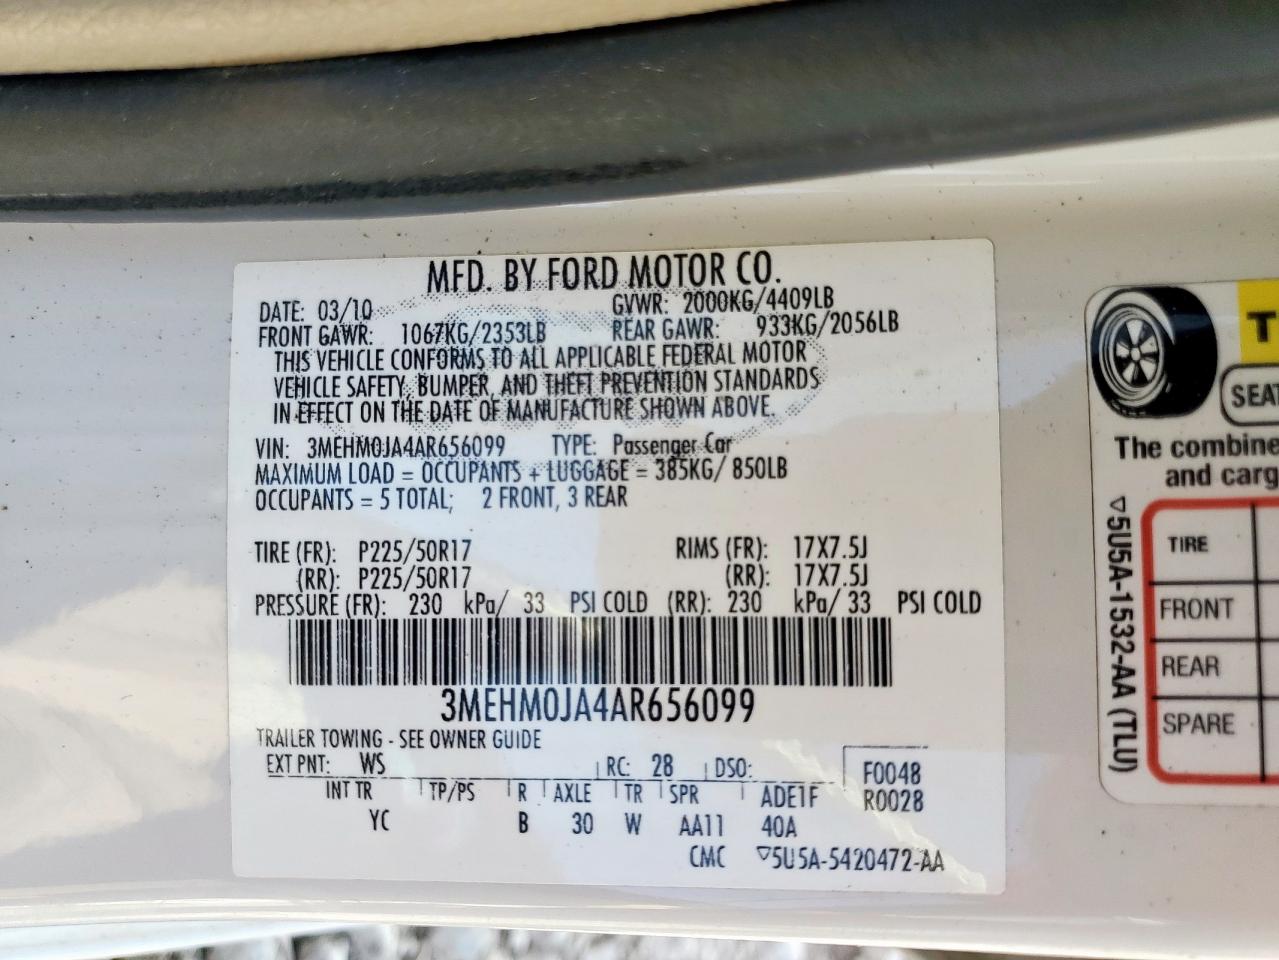 MFD. BY FORD MOTOR CO.
DATE: 03/10 GVWR: 2000KG/4409LB
FRONT GAWR: 1067KG/2353LB REAR GAWR: 933KG/2056LB
THIS VEHICLE CONFORMS TO ALL APPLICABLE FEDERAL MOTOR
VEHICLE SAFETY, BUMPER, AND THEFT PREVENTION STANDARDS
IN EFFECT ON THE DATE OF MANUFACTURE SHOWN ABOVE.
VIN: 3MEHM0JA4AR656099 TYPE: Passenger Car
MAXIMUM LOAD = OCCUPANTS + LUGGAGE = 385KG/ 850LB
OCCUPANTS = 5 TOTAL; 2 FRONT, 3 REAR
TIRE (FR): P225/50R17 RIMS (FR): 17X7.5J
(RR): P225/50R17 (RR): 17X7.5J
PRESSURE (FR): 230 kPa/ 33 PSI COLD (RR): 230 kPa/ 33 PSI COLD
3MEHM0JA4AR656099
TRAILER TOWING - SEE OWNER GUIDE
EXT PNT: WS RC: 28 DSO: F0048
INT TR TP/PS R AXLE TR SPR ADE1F R0028
YC B 30 W AA11 40A
CMC ▽5U5A-5420472-AA
T
SEAT
The combine
and carg
TIRE
FRONT
REAR
SPARE
▽5U5A-1532-AA (TLU)